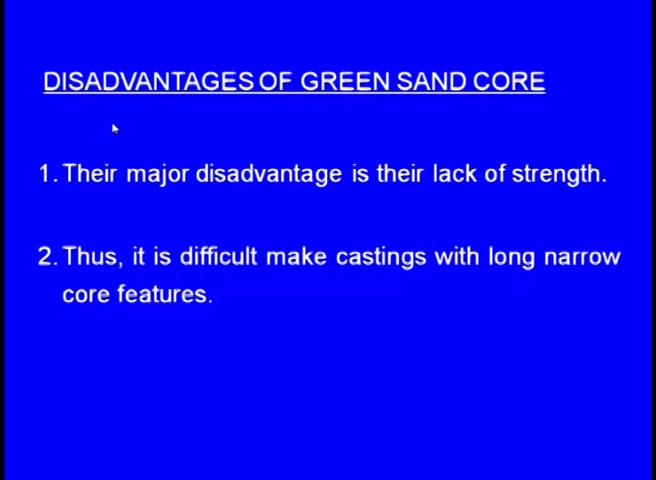 DISADVANTAGES OF GREEN SAND CORE
1. Their major disadvantage is their lack of strength.
2. Thus, it is difficult make castings with long narrow
core features.